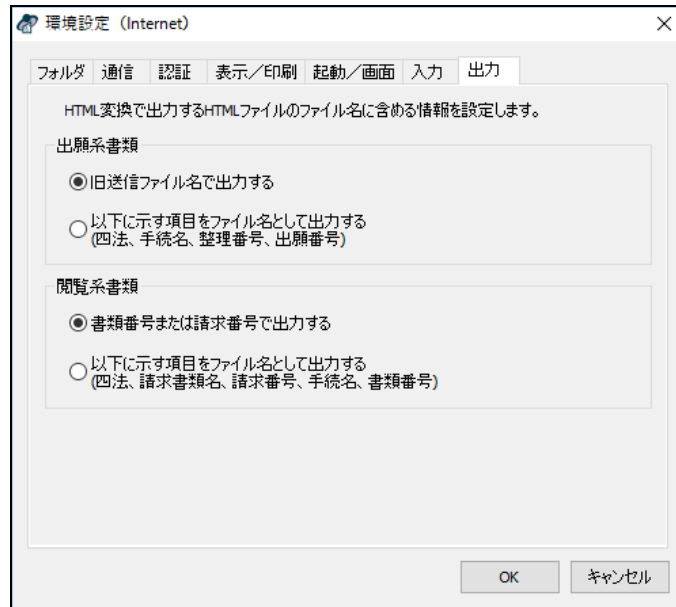 環境設定（Internet）
フォルダ 通信 認証 表示／印刷 起動／画面 入力 出力
HTML変換で出力するHTMLファイルのファイル名に含める情報を設定します。
出願系書類
旧送信ファイル名で出力する
以下に示す項目をファイル名として出力する
(四法、手続名、整理番号、出願番号)
閲覧系書類
書類番号または請求番号で出力する
以下に示す項目をファイル名として出力する
(四法、請求書類名、請求番号、手続名、書類番号)
OK キャンセル